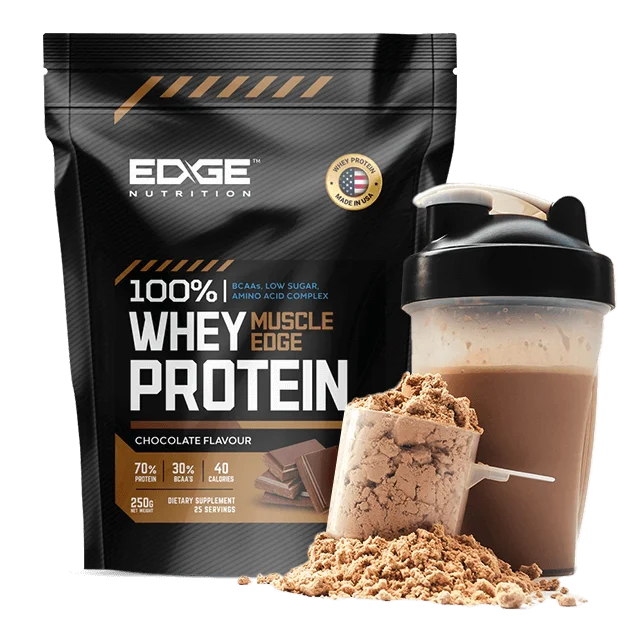 EDGE™
NUTRITION
WHEY PROTEIN
MADE IN USA
100% | BCAAs, LOW SUGAR,
AMINO ACID COMPLEX
WHEY MUSCLE
EDGE
PROTEIN
CHOCOLATE FLAVOUR
70% 30% 40
PROTEIN BCAA'S CALORIES
250G DIETARY SUPPLEMENT
NET WEIGHT 25 SERVINGS